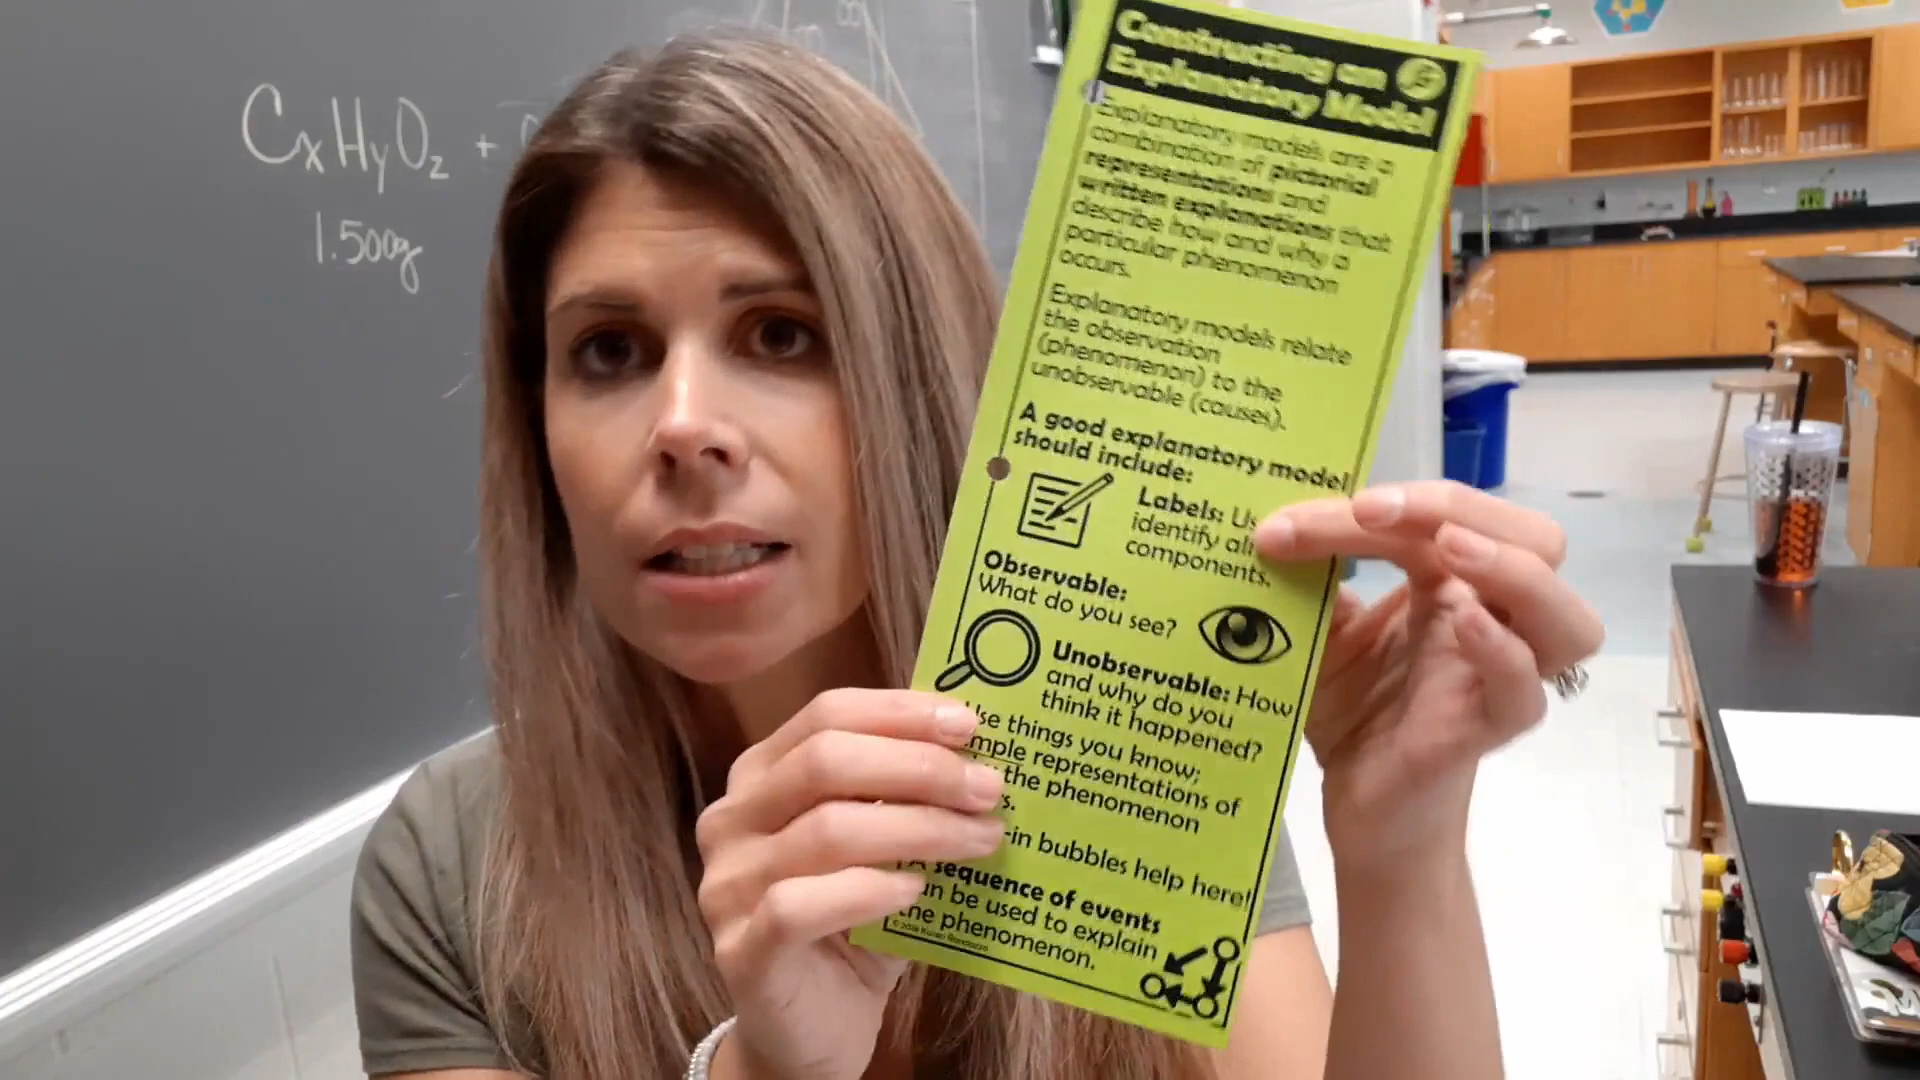 CxHyOz +
1.500g
Constructing an
Explanatory Model
Explanatory models are a
combination of pictorial
representations and
written explanations that
describe how and why a
particular phenomenon
occurs.
Explanatory models relate
the observation
(phenomenon) to the
unobservable (causes).
A good explanatory model
should include:
Labels:
identify
components.
Observable:
What do you see?
Unobservable: How
and why do you
think it happened?
things you know;
representations of
the phenomenon
-in bubbles help here!
A sequence of events
be used to explain
the phenomenon.